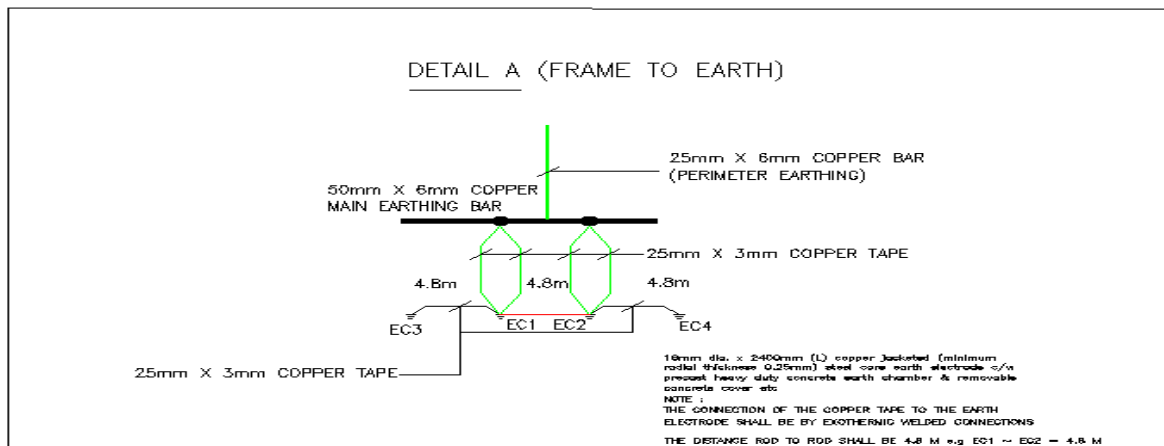 DETAIL A (FRAME TO EARTH)
25mm X 6mm COPPER BAR
(PERIMETER EARTHING)
50mm X 6mm COPPER
MAIN EARTHING BAR
25mm X 3mm COPPER TAPE
4.8m
4.8m
4.8m
EC3
EC1
EC2
EC4
25mm X 3mm COPPER TAPE
16mm dia. x 2400mm (L) copper jacketed (minimum
radial thickness 0.25mm) steel core earth electrode c/w
precast heavy duty concrete earth chamber & removable
concrete cover etc
NOTE :
THE CONNECTION OF THE COPPER TAPE TO THE EARTH
ELECTRODE SHALL BE BY EXOTHERMIC WELDED CONNECTIONS
THE DISTANCE ROD TO ROD SHALL BE 4.8 M e.g EC1 ~ EC2 = 4.8 M